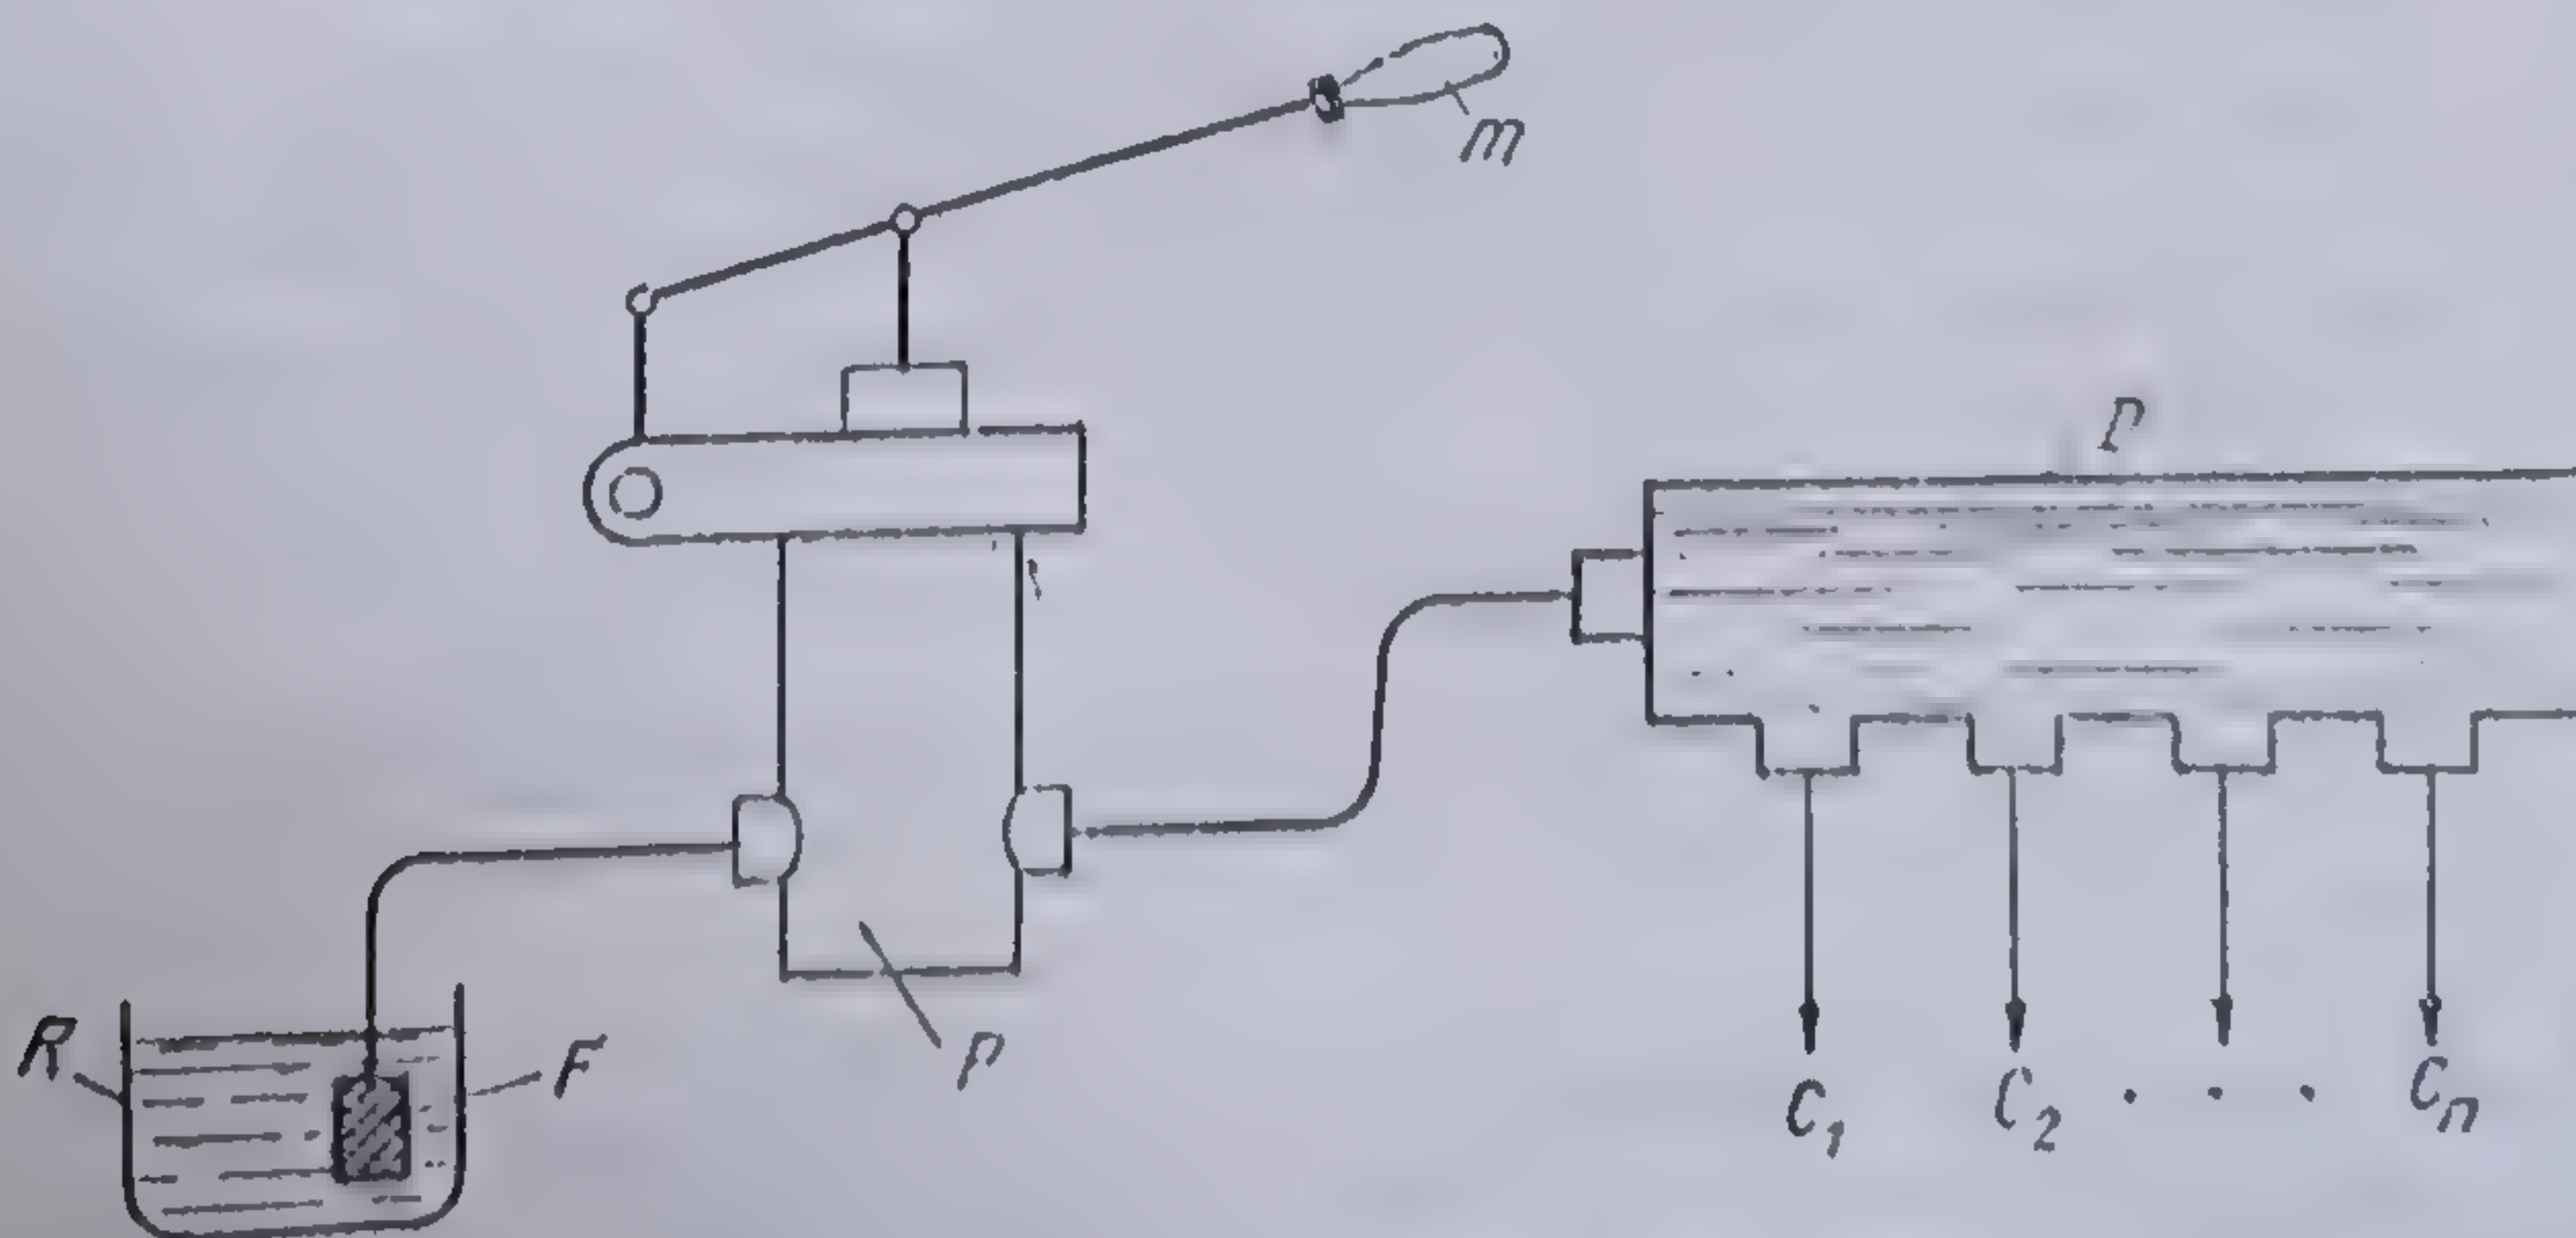 m
R
F
P
C₁ C₂ . . . Cₙ